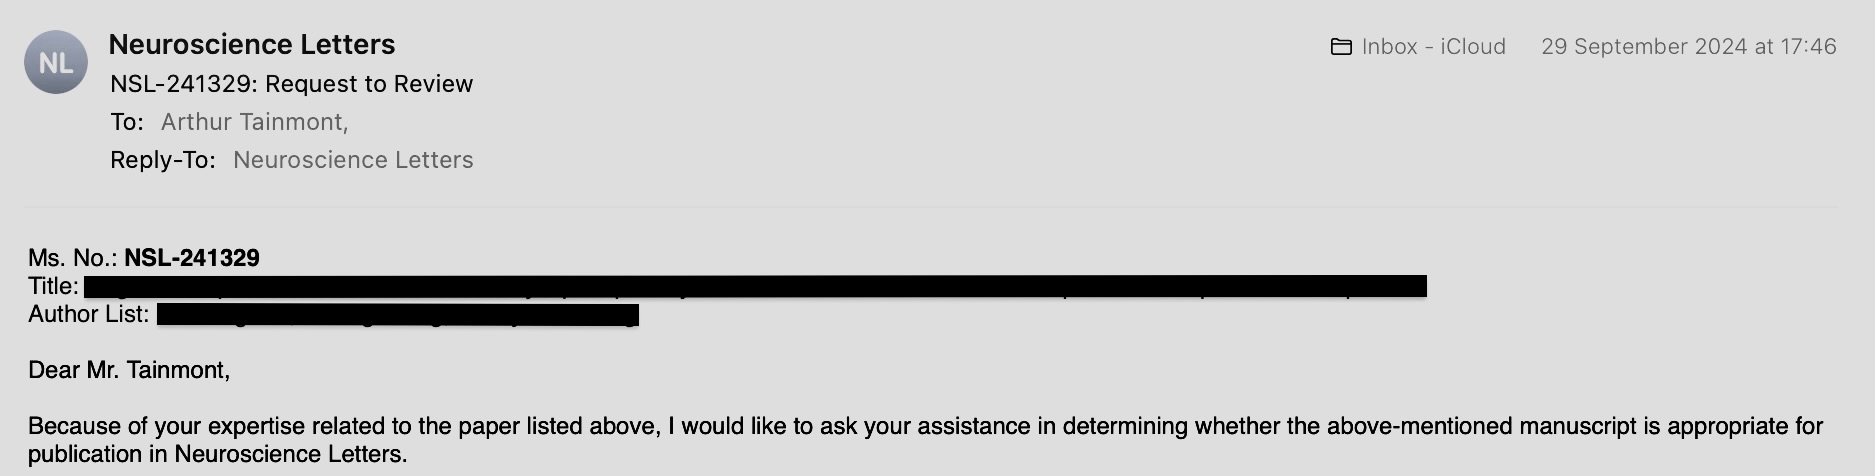 NL
Neuroscience Letters
Inbox - iCloud
29 September 2024 at 17:46
NSL-241329: Request to Review
To: Arthur Tainmont,
Reply-To: Neuroscience Letters
Ms. No.: NSL-241329
Title:
Author List:
Dear Mr. Tainmont,
Because of your expertise related to the paper listed above, I would like to ask your assistance in determining whether the above-mentioned manuscript is appropriate for
publication in Neuroscience Letters.